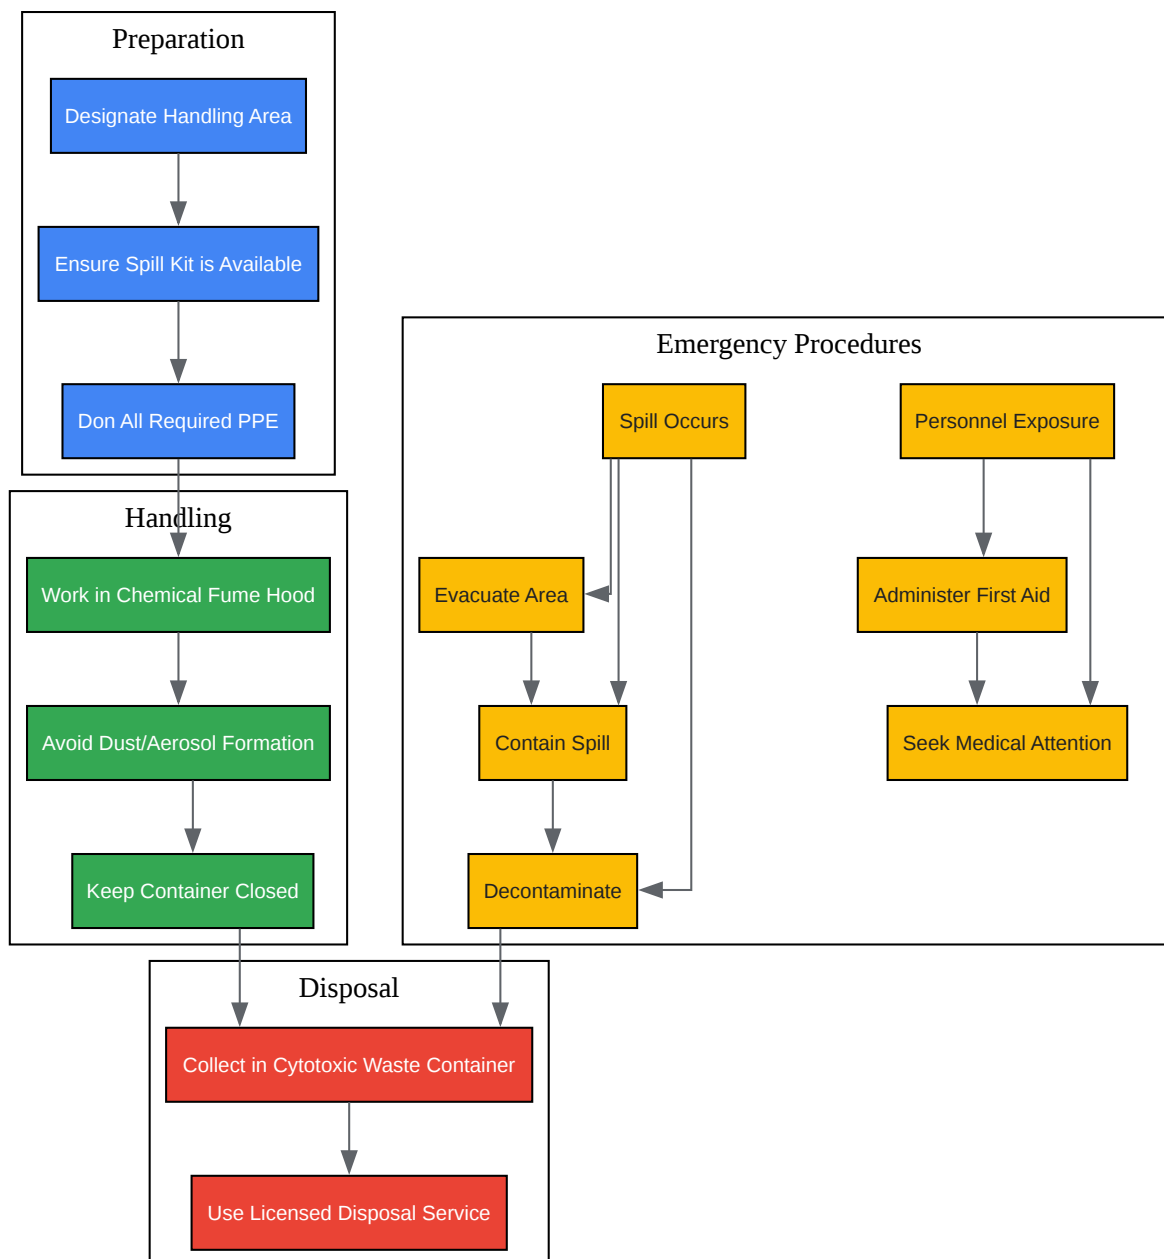 Preparation
Designate Handling Area
Ensure Spill Kit is Available
Don All Required PPE
Handling
Work in Chemical Fume Hood
Avoid Dust/Aerosol Formation
Keep Container Closed
Emergency Procedures
Spill Occurs
Personnel Exposure
Evacuate Area
Administer First Aid
Contain Spill
Seek Medical Attention
Decontaminate
Disposal
Collect in Cytotoxic Waste Container
Use Licensed Disposal Service